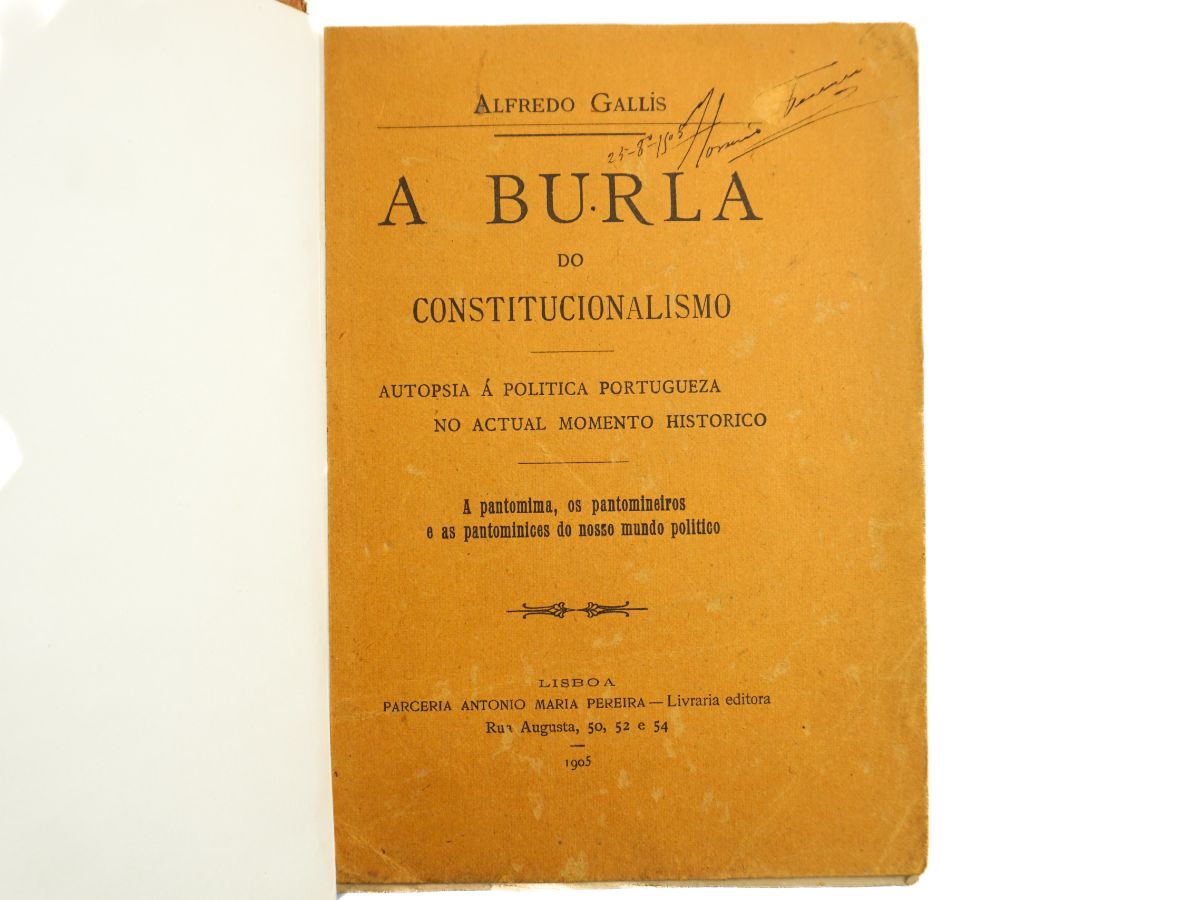 ALFREDO GALLIS
25-8º-1905
A BURLA
DO
CONSTITUCIONALISMO
AUTOPSIA Á POLITICA PORTUGUEZA
NO ACTUAL MOMENTO HISTORICO
A pantomima, os pantomineiros
e as pantominices do nosso mundo politico
LISBOA
PARCERIA ANTONIO MARIA PEREIRA — Livraria editora
Rua Augusta, 50, 52 e 54
1905